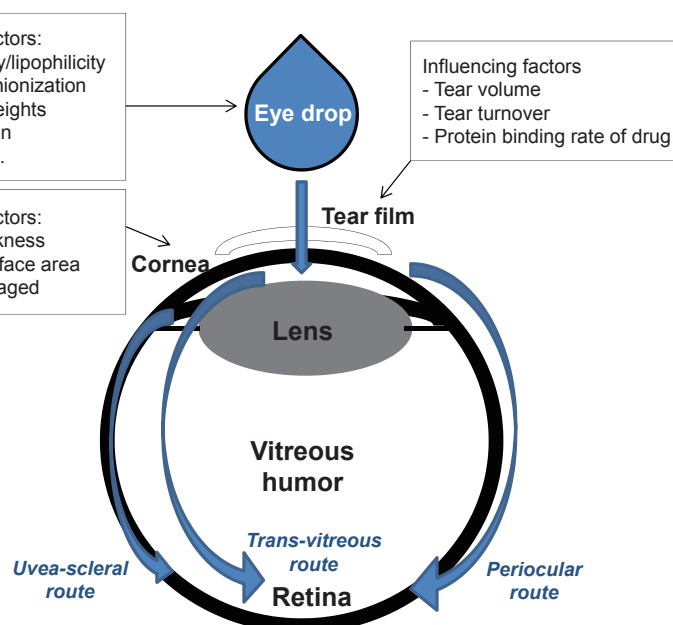 ctors:
y/lipophilicity
nionization
eights
n
.
Eye drop
Influencing factors
- Tear volume
- Tear turnover
- Protein binding rate of drug
ctors:
kness
face area
aged
Tear film
Cornea
Lens
Vitreous
humor
Trans-vitreous
route
Uvea-scleral
route
Periocular
route
Retina